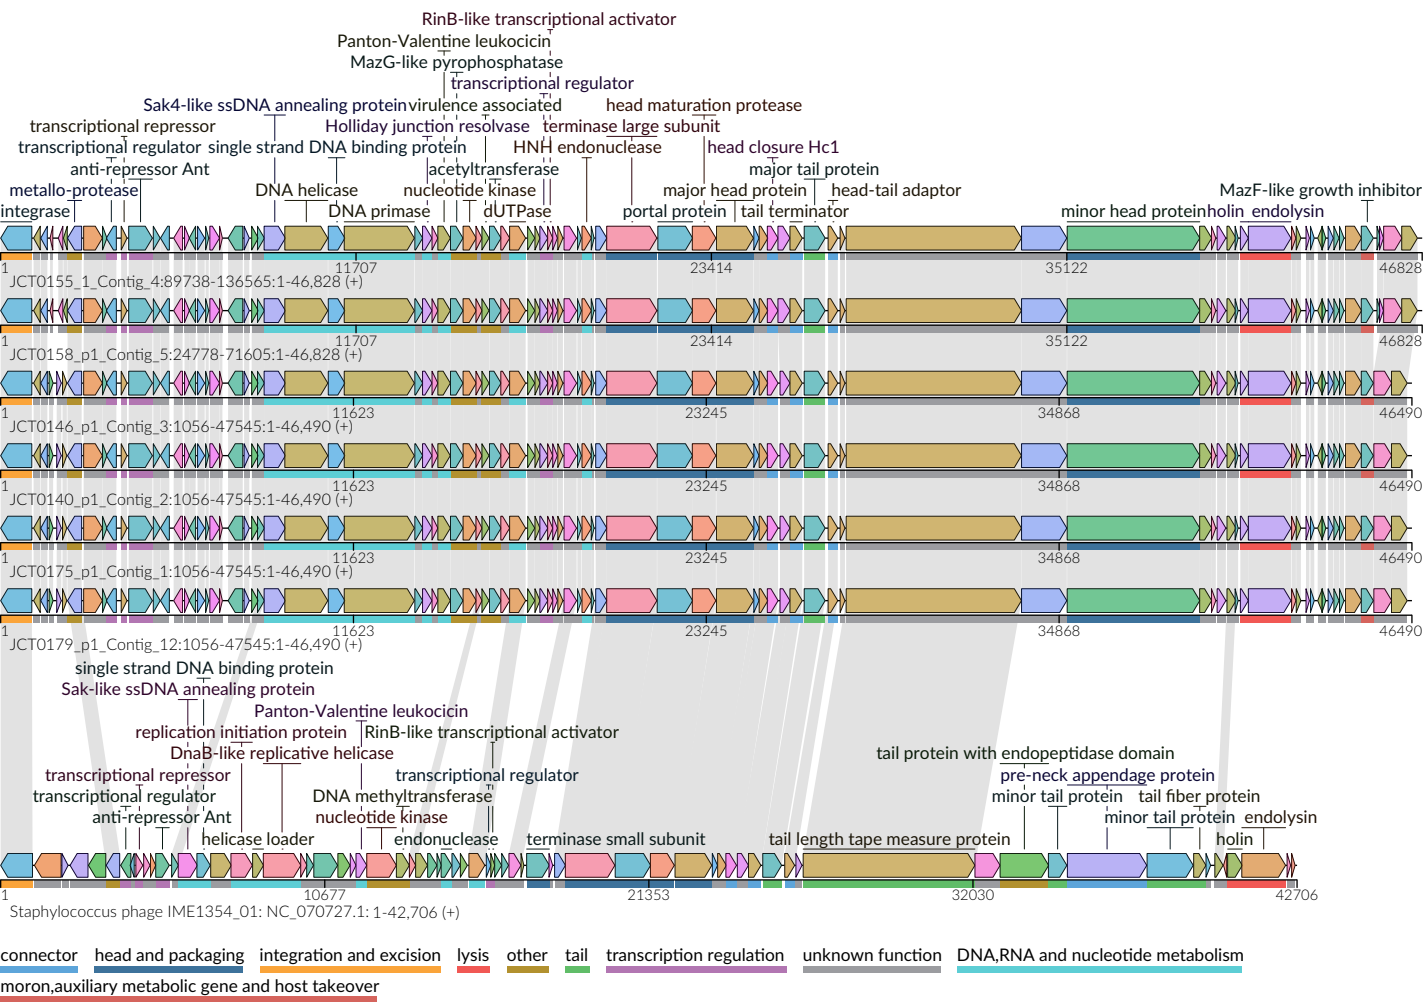 RinB-like transcriptional activator
Panton-Valentine leukocicin
MazG-like pyrophosphatase
transcriptional regulator
Sak4-like ssDNA annealing protein virulence associated head maturation protease
transcriptional repressor Holliday junction resolvase terminase large subunit
transcriptional regulator single strand DNA binding protein HNH endonuclease head closure Hc1
anti-repressor Ant acetyltransferase major tail protein
metallo-protease DNA helicase nucleotide kinase major head protein head-tail adaptor MazF-like growth inhibitor
integrase DNA primase dUTPase portal protein tail terminator minor head protein holin endolysin
1 11707 23414 35122 46828
JCT0155_1_Contig_4:89738-136565:1-46,828 (+)
1 11707 23414 35122 46828
JCT0158_p1_Contig_5:24778-71605:1-46,828 (+)
1 11623 23245 34868 46490
JCT0146_p1_Contig_3:1056-47545:1-46,490 (+)
1 11623 23245 34868 46490
JCT0140_p1_Contig_2:1056-47545:1-46,490 (+)
1 11623 23245 34868 46490
JCT0175_p1_Contig_1:1056-47545:1-46,490 (+)
1 11623 23245 34868 46490
JCT0179_p1_Contig_12:1056-47545:1-46,490 (+)
single strand DNA binding protein
Sak-like ssDNA annealing protein
Panton-Valentine leukocicin
replication initiation protein RinB-like transcriptional activator
DnaB-like replicative helicase tail protein with endopeptidase domain
transcriptional repressor transcriptional regulator pre-neck appendage protein
transcriptional regulator DNA methyltransferase minor tail protein tail fiber protein
anti-repressor Ant nucleotide kinase minor tail protein endolysin
helicase loader endonuclease terminase small subunit tail length tape measure protein holin
1 10677 21353 32030 42706
Staphylococcus phage IME1354_01: NC_070727.1: 1-42,706 (+)
connector head and packaging integration and excision lysis other tail transcription regulation unknown function DNA,RNA and nucleotide metabolism
moron,auxiliary metabolic gene and host takeover